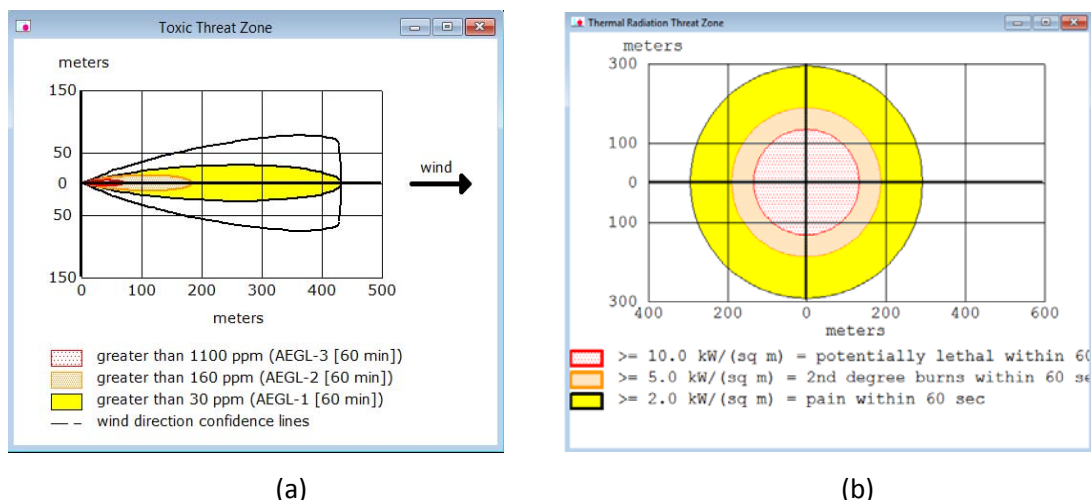 Toxic Threat Zone
meters
150
50
0
50
150
0 100 200 300 400 500
meters
wind
greater than 1100 ppm (AEGL-3 [60 min])
greater than 160 ppm (AEGL-2 [60 min])
greater than 30 ppm (AEGL-1 [60 min])
wind direction confidence lines
(a)
Thermal Radiation Threat Zone
meters
300
100
0
100
300
400 200 0 200 400 600
meters
>= 10.0 kW/(sq m) = potentially lethal within 60
>= 5.0 kW/(sq m) = 2nd degree burns within 60 se
>= 2.0 kW/(sq m) = pain within 60 sec
(b)